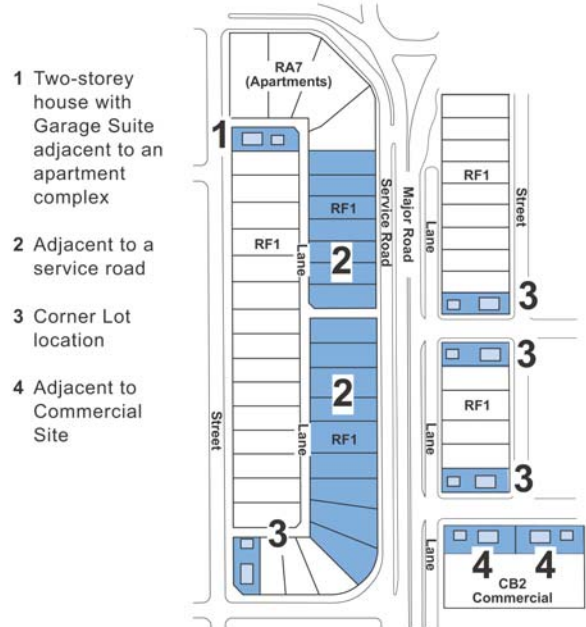 1 Two-storey
house with
Garage Suite
adjacent to an
apartment
complex
2 Adjacent to a
service road
3 Corner Lot
location
4 Adjacent to
Commercial
Site
RA7
(Apartments)
1
RF1
Lane
RF1
2
Service Road
Major Road
Lane
RF1
Street
3
3
2
RF1
Lane
Street
Lane
RF1
3
3
Lane
4
4
CB2
Commercial